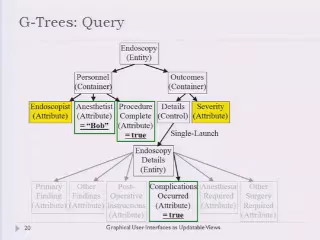 G-Trees: Query
Endoscopy
(Entity)
Personnel
(Container)
Outcomes
(Container)
Endoscopist
(Attribute)
Anesthetist
(Attribute)
= "Bob"
Procedure
Complete
(Attribute)
= true
Details
(Control)
Severity
(Attribute)
Single-Launch
Endoscopy
Details
(Entity)
Primary
Finding
(Attribute)
Other
Findings
(Attribute)
Post-
Operative
(Attribute)
Complications
Occurred
(Attribute)
= true
Anesthesia
Required
(Attribute)
Other
Surgery
Required
(Attribute)
20
Graphical User Interfaces as Updatable Views